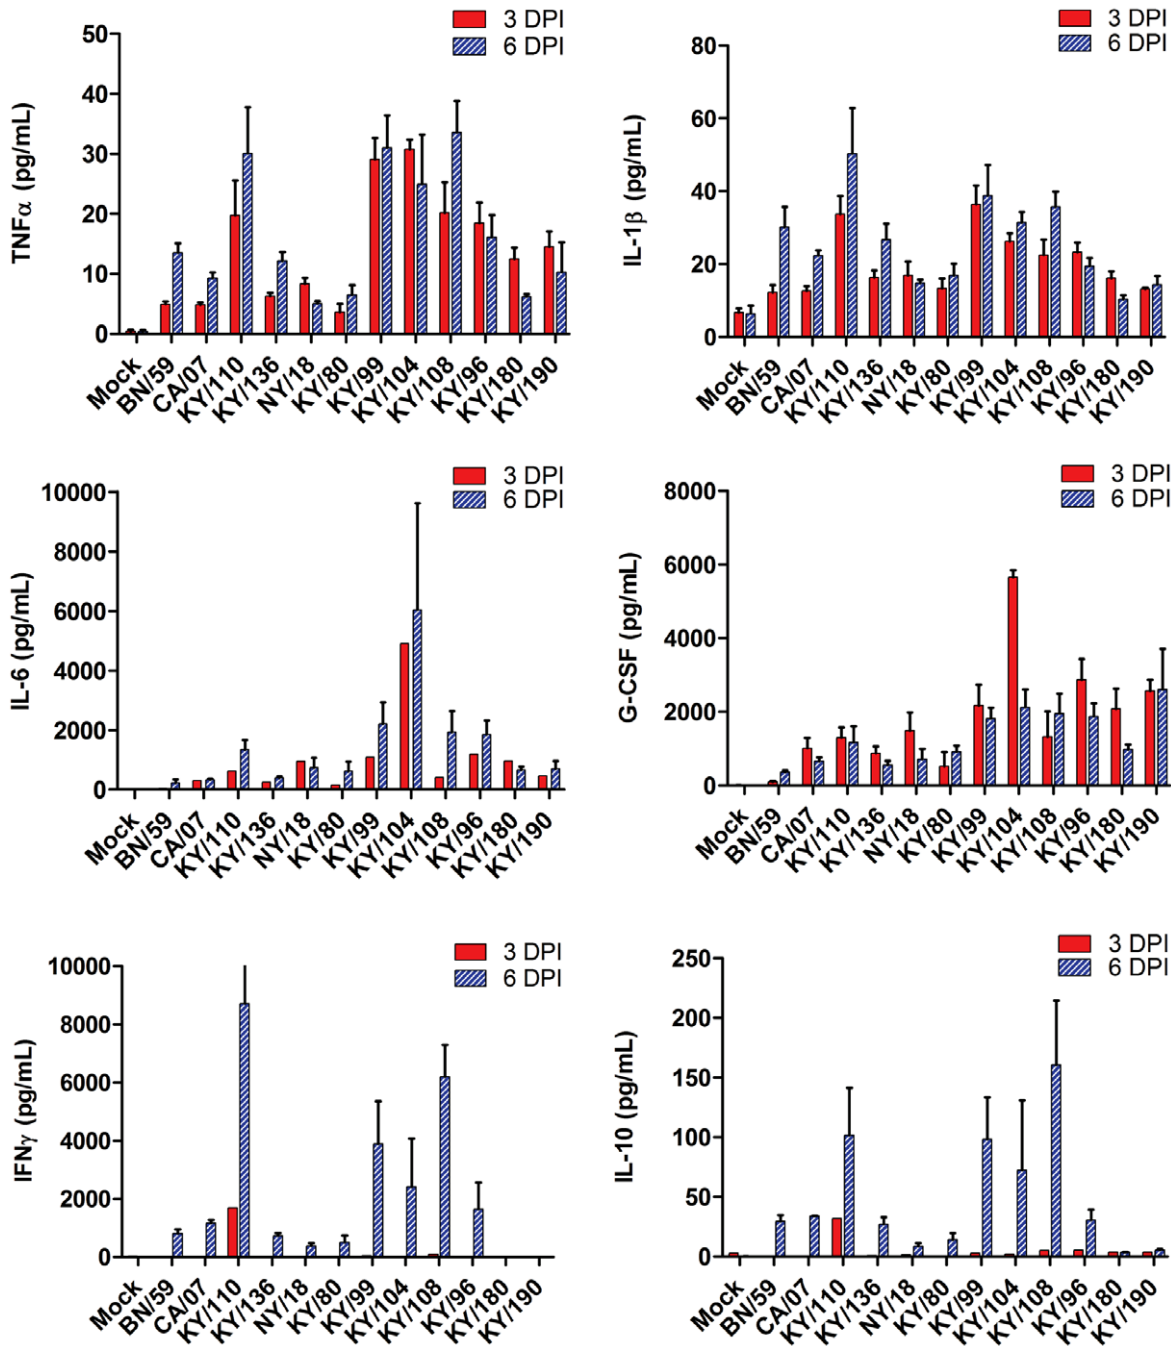 3 DPI
6 DPI
TNFα (pg/mL)
50
40
30
20
10
0
Mock
BN/59
CA/07
KY/110
KY/136
NY/18
KY/80
KY/99
KY/104
KY/108
KY/96
KY/180
KY/190
3 DPI
6 DPI
IL-1β (pg/mL)
80
60
40
20
0
Mock
BN/59
CA/07
KY/110
KY/136
NY/18
KY/80
KY/99
KY/104
KY/108
KY/96
KY/180
KY/190
3 DPI
6 DPI
IL-6 (pg/mL)
10000
8000
6000
4000
2000
0
Mock
BN/59
CA/07
KY/110
KY/136
NY/18
KY/80
KY/99
KY/104
KY/108
KY/96
KY/180
KY/190
3 DPI
6 DPI
G-CSF (pg/mL)
8000
6000
4000
2000
0
Mock
BN/59
CA/07
KY/110
KY/136
NY/18
KY/80
KY/99
KY/104
KY/108
KY/96
KY/180
KY/190
3 DPI
6 DPI
IFNγ (pg/mL)
10000
8000
6000
4000
2000
0
Mock
BN/59
CA/07
KY/110
KY/136
NY/18
KY/80
KY/99
KY/104
KY/108
KY/96
KY/180
KY/190
3 DPI
6 DPI
IL-10 (pg/mL)
250
200
150
100
50
0
Mock
BN/59
CA/07
KY/110
KY/136
NY/18
KY/80
KY/99
KY/104
KY/108
KY/96
KY/180
KY/190